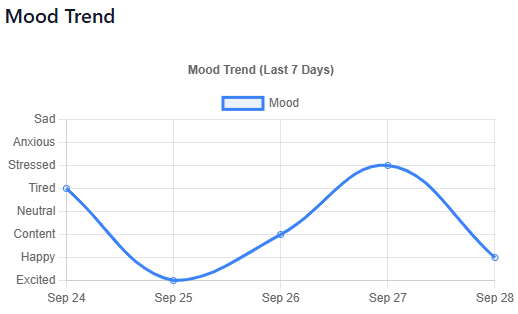 Mood Trend
Mood Trend (Last 7 Days)
Mood
Sad
Anxious
Stressed
Tired
Neutral
Content
Happy
Excited
Sep 24 Sep 25 Sep 26 Sep 27 Sep 28